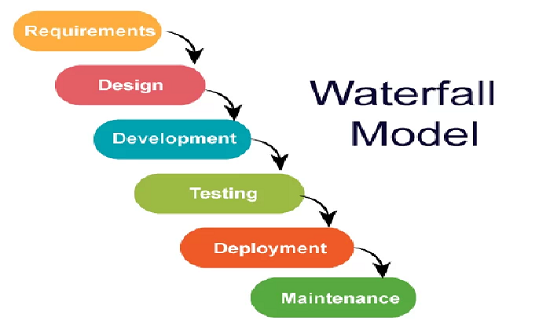 Requirements
Design
Waterfall
Model
Development
Testing
Deployment
Maintenance